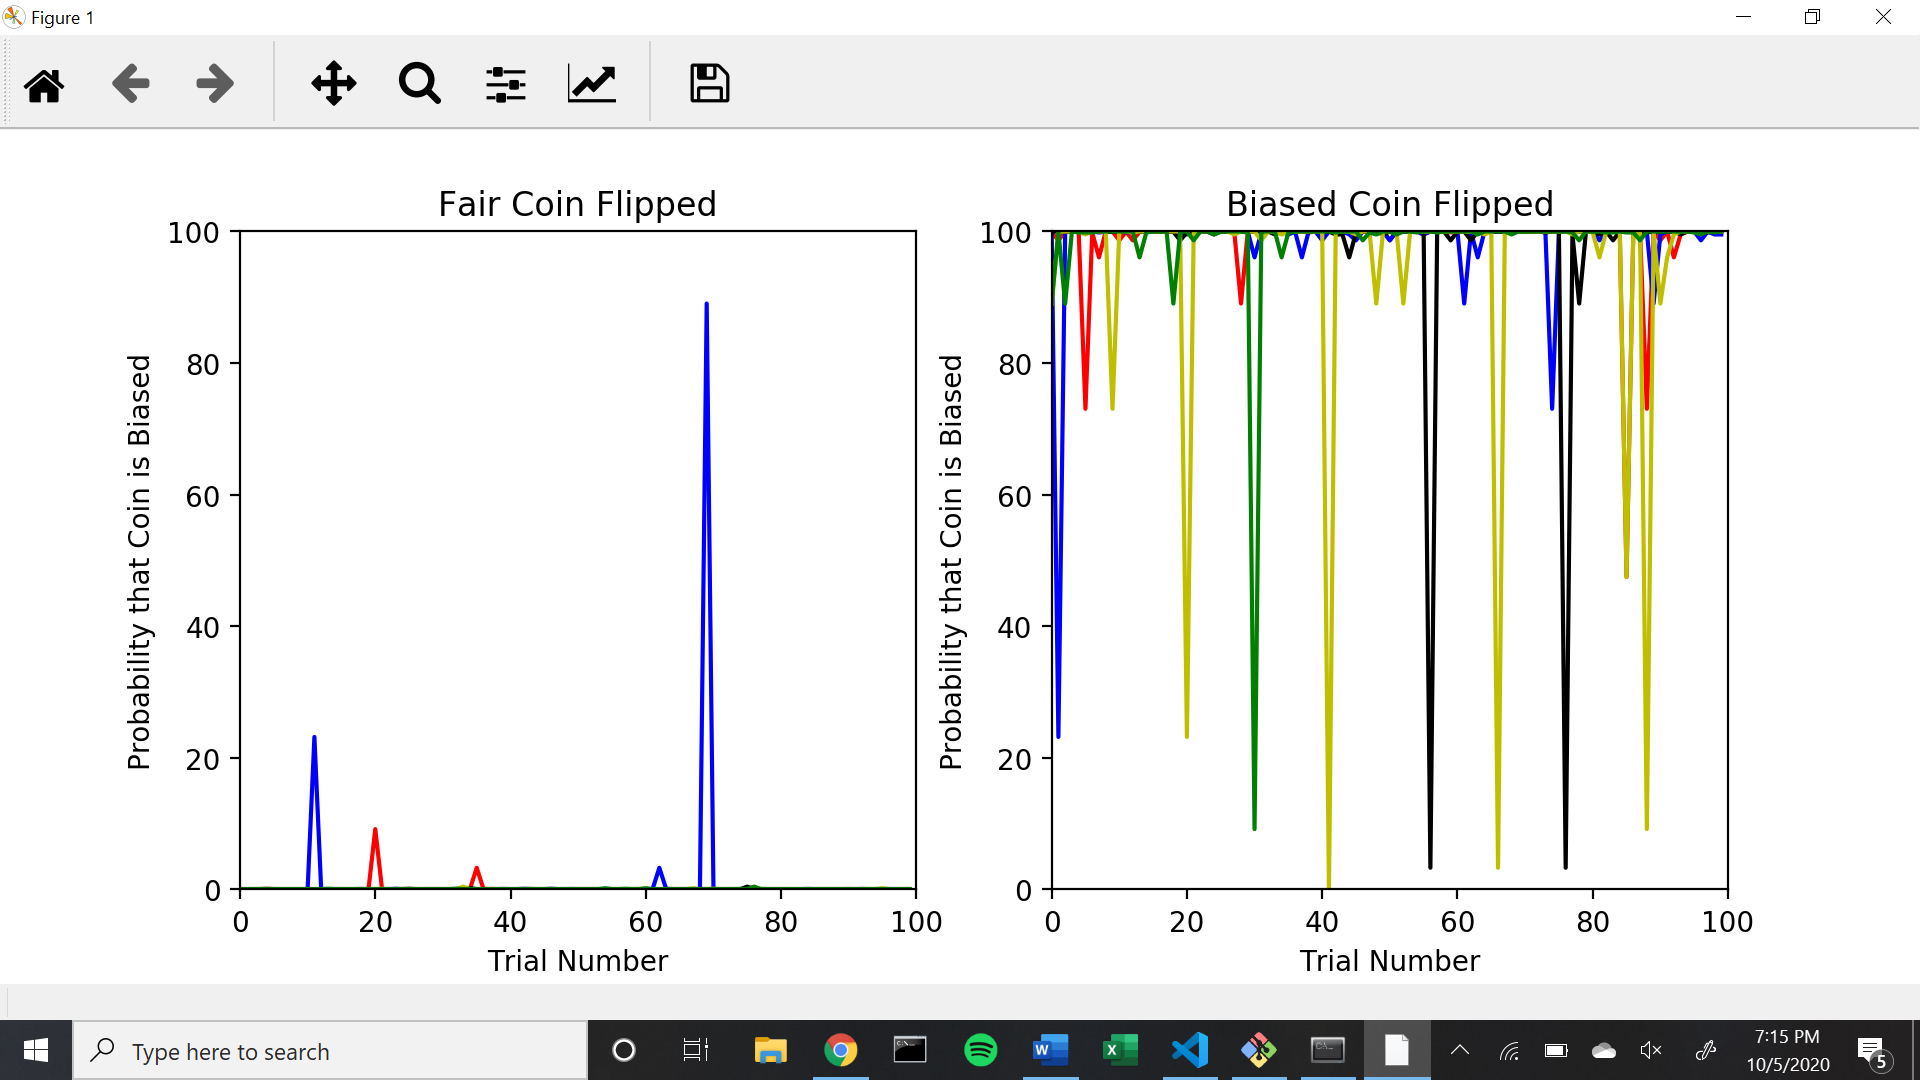 Figure 1
Fair Coin Flipped
Probability that Coin is Biased
100
80
60
40
20
0
0 20 40 60 80 100
Trial Number
Biased Coin Flipped
Probability that Coin is Biased
100
80
60
40
20
0
0 20 40 60 80 100
Trial Number
Type here to search
7:15 PM
10/5/2020
5